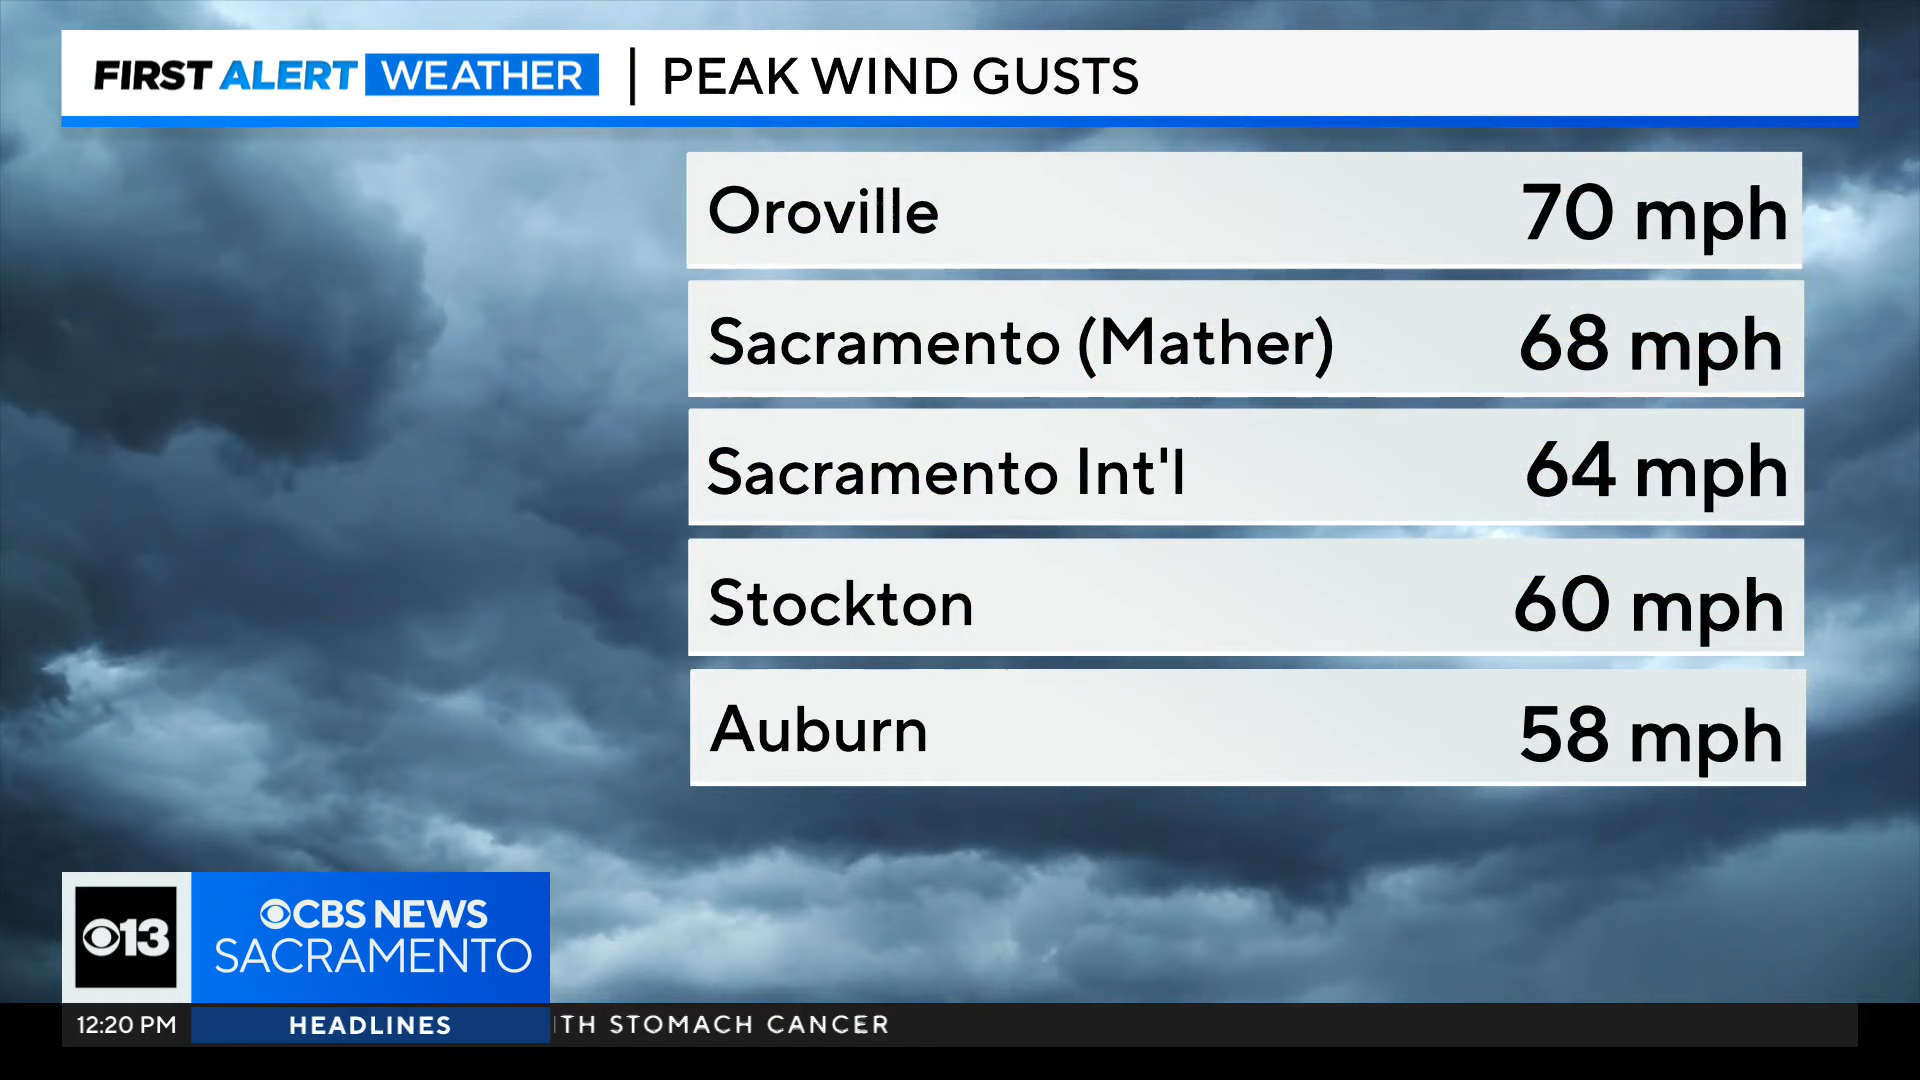 FIRST ALERT WEATHER | PEAK WIND GUSTS
Oroville 70 mph
Sacramento (Mather) 68 mph
Sacramento Int'l 64 mph
Stockton 60 mph
Auburn 58 mph
13 CBS NEWS
SACRAMENTO
12:20 PM HEADLINES TH STOMACH CANCER